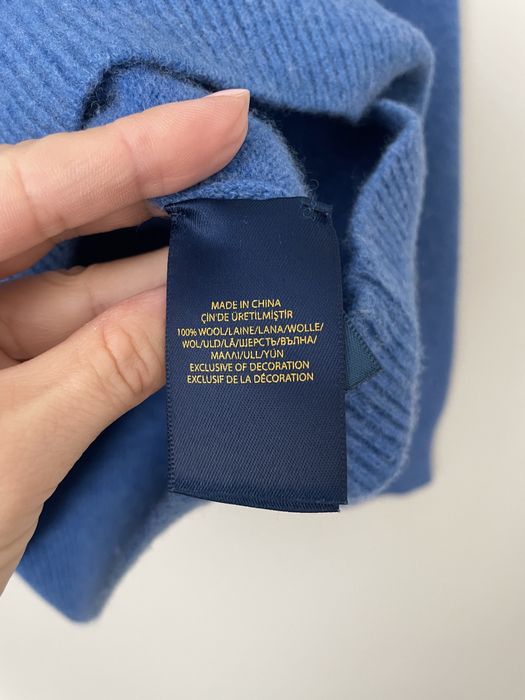 MADE IN CHINA
ÇİN'DE ÜRETİLMİŞTİR
100% WOOL/LAINE/LANA/WOLLE/
WOL/ULD/LÃ/ШЕРСТЬ/ВЪЛНА/
ΜΑΛΛΙ/ULL/YÜN
EXCLUSIVE OF DECORATION
EXCLUSIF DE LA DÉCORATION